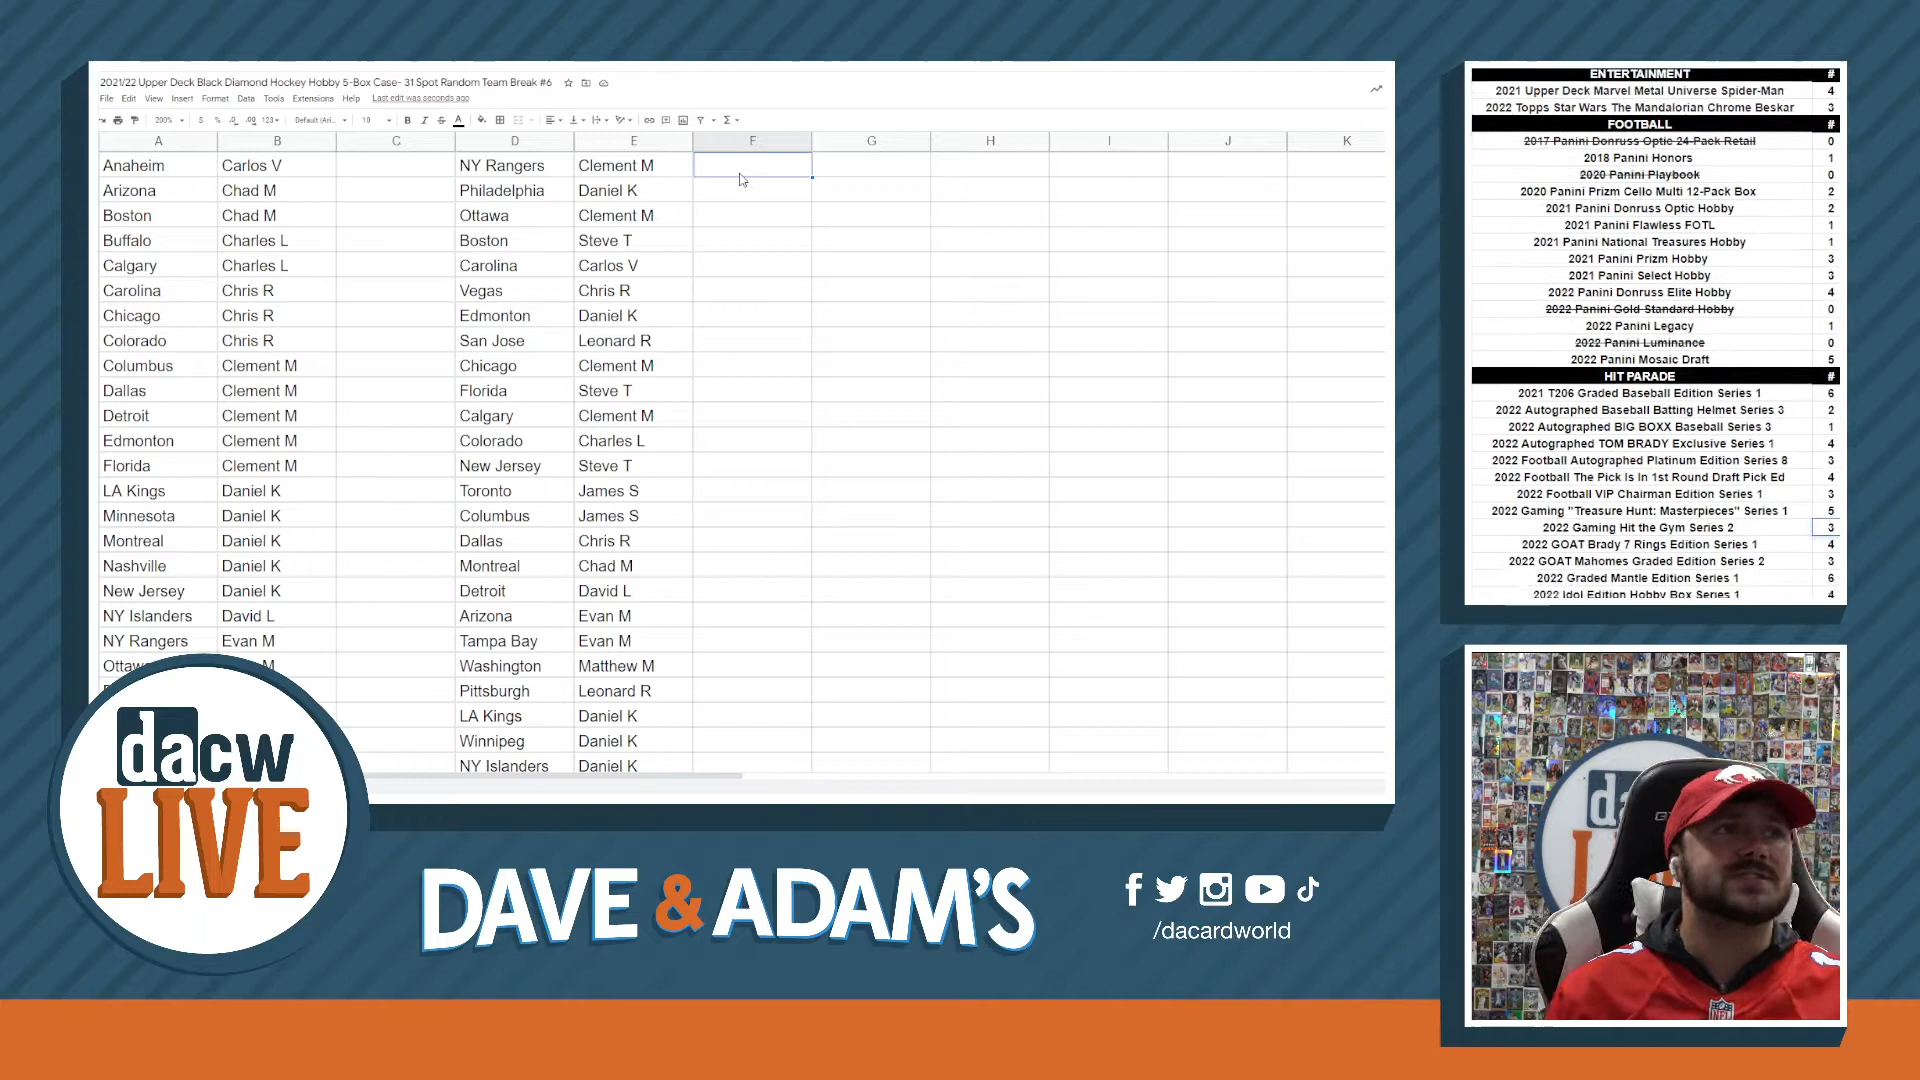 2021/22 Upper Deck Black Diamond Hockey Hobby 5-Box Case- 31 Spot Random Team Break #6
File Edit View Insert Format Data Tools Extensions Help Last edit was seconds ago
200% $ % .0 .00 123 Default (Ari... 10 B I S A
A B C D E F G H I J K
Anaheim Carlos V NY Rangers Clement M
Arizona Chad M Philadelphia Daniel K
Boston Chad M Ottawa Clement M
Buffalo Charles L Boston Steve T
Calgary Charles L Carolina Carlos V
Carolina Chris R Vegas Chris R
Chicago Chris R Edmonton Daniel K
Colorado Chris R San Jose Leonard R
Columbus Clement M Chicago Clement M
Dallas Clement M Florida Steve T
Detroit Clement M Calgary Clement M
Edmonton Clement M Colorado Charles L
Florida Clement M New Jersey Steve T
LA Kings Daniel K Toronto James S
Minnesota Daniel K Columbus James S
Montreal Daniel K Dallas Chris R
Nashville Daniel K Montreal Chad M
New Jersey Daniel K Detroit David L
NY Islanders David L Arizona Evan M
NY Rangers Evan M Tampa Bay Evan M
M Washington Matthew M
Pittsburgh Leonard R
LA Kings Daniel K
Winnipeg Daniel K
NY Islanders Daniel K
ENTERTAINMENT #
2021 Upper Deck Marvel Metal Universe Spider-Man 4
2022 Topps Star Wars The Mandalorian Chrome Beskar 3
FOOTBALL #
2017 Panini Donruss Optic 24-Pack Retail 0
2018 Panini Honors 1
2020 Panini Playbook 0
2020 Panini Prizm Cello Multi 12-Pack Box 2
2021 Panini Donruss Optic Hobby 2
2021 Panini Flawless FOTL 1
2021 Panini National Treasures Hobby 1
2021 Panini Prizm Hobby 3
2021 Panini Select Hobby 3
2022 Panini Donruss Elite Hobby 4
2022 Panini Gold Standard Hobby 0
2022 Panini Legacy 1
2022 Panini Luminance 0
2022 Panini Mosaic Draft 5
HIT PARADE #
2021 T206 Graded Baseball Edition Series 1 6
2022 Autographed Baseball Batting Helmet Series 3 2
2022 Autographed BIG BOXX Baseball Series 3 1
2022 Autographed TOM BRADY Exclusive Series 1 4
2022 Football Autographed Platinum Edition Series 8 3
2022 Football The Pick Is In 1st Round Draft Pick Ed 4
2022 Football VIP Chairman Edition Series 1 3
2022 Gaming "Treasure Hunt: Masterpieces" Series 1 5
2022 Gaming Hit the Gym Series 2 3
2022 GOAT Brady 7 Rings Edition Series 1 4
2022 GOAT Mahomes Graded Edition Series 2 3
2022 Graded Mantle Edition Series 1 6
2022 Idol Edition Hobby Box Series 1 4
dacw
LIVE
DAVE & ADAM'S
/dacardworld
NFL